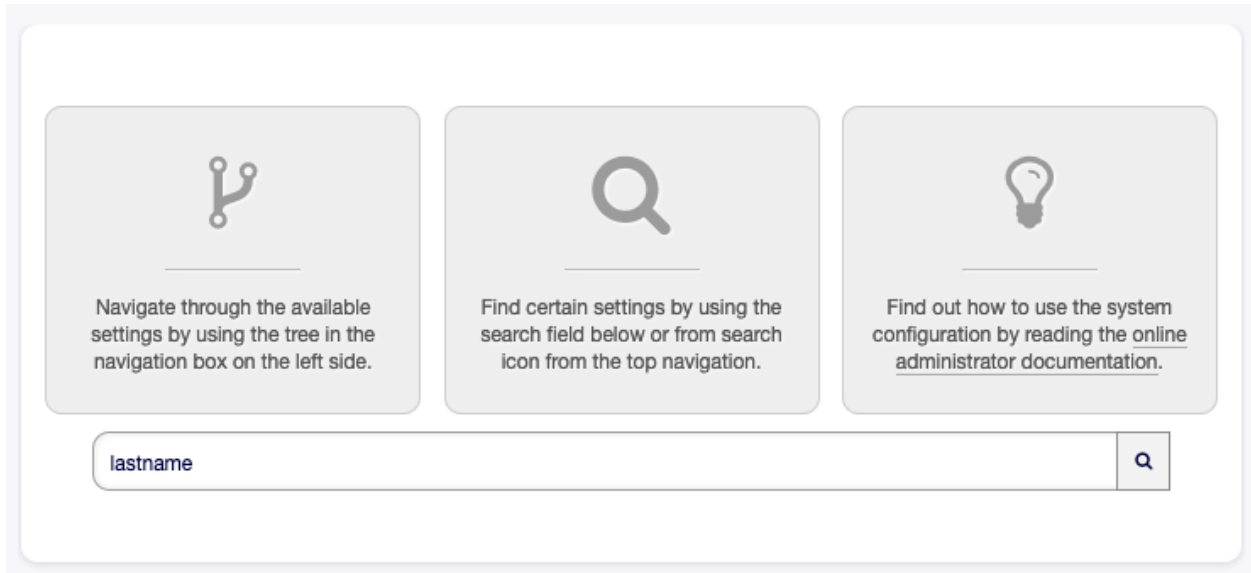 Navigate through the available
settings by using the tree in the
navigation box on the left side.
Find certain settings by using the
search field below or from search
icon from the top navigation.
Find out how to use the system
configuration by reading the online
administrator documentation.
lastname